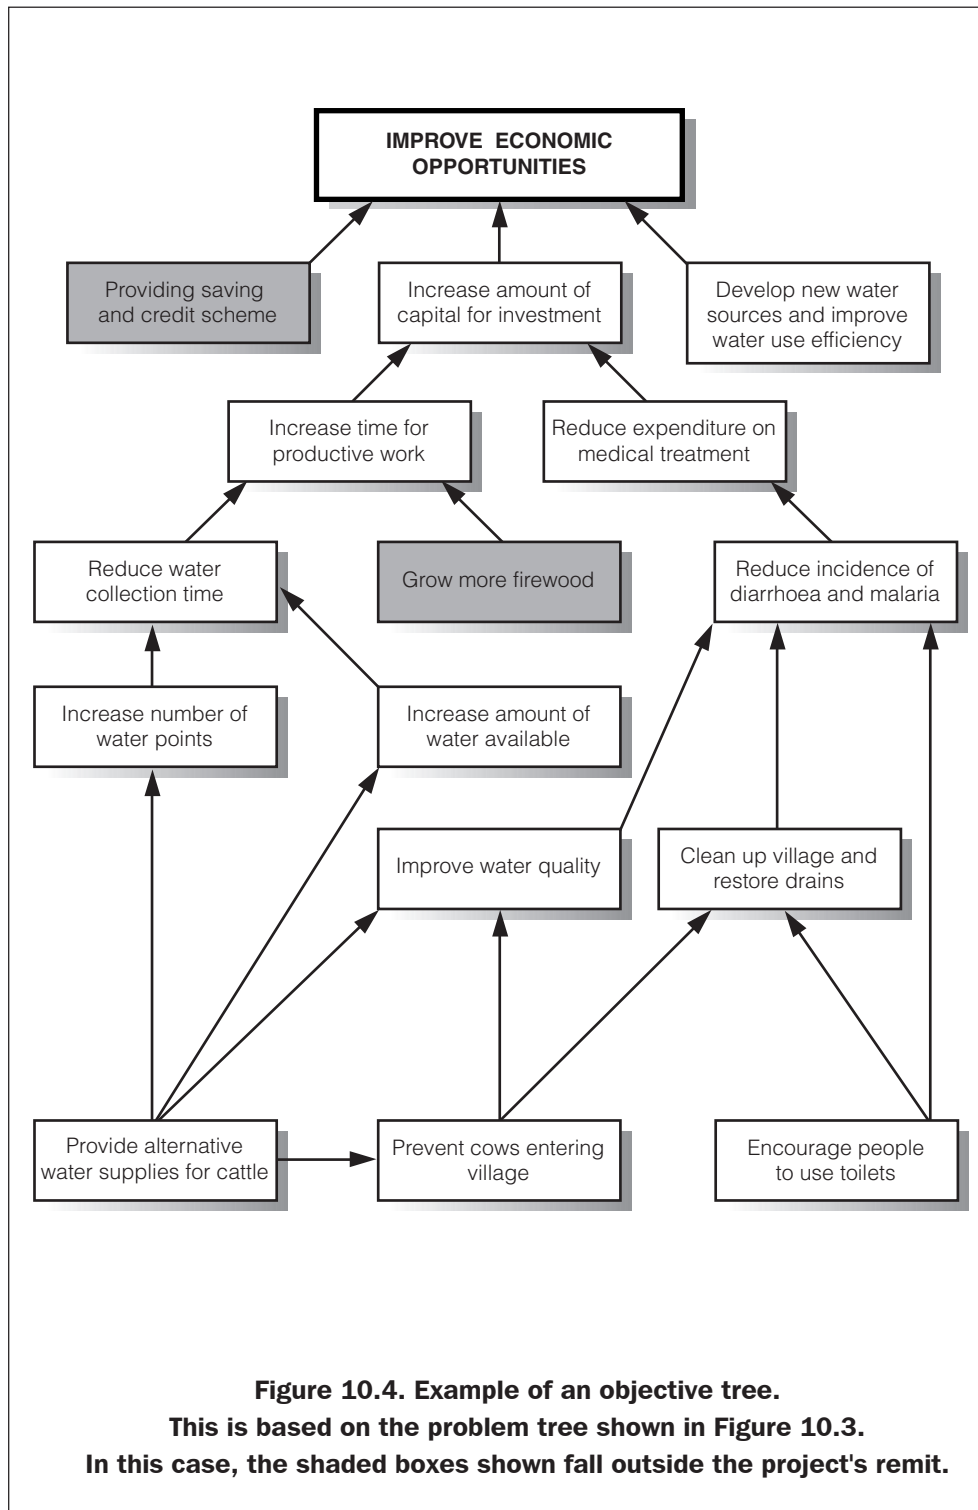 IMPROVE ECONOMIC
OPPORTUNITIES
Providing saving
and credit scheme
Increase amount of
capital for investment
Develop new water
sources and improve
water use efficiency
Increase time for
productive work
Reduce expenditure on
medical treatment
Reduce water
collection time
Grow more firewood
Reduce incidence of
diarrhoea and malaria
Increase number of
water points
Increase amount of
water available
Improve water quality
Clean up village and
restore drains
Provide alternative
water supplies for cattle
Prevent cows entering
village
Encourage people
to use toilets
Figure 10.4. Example of an objective tree.
This is based on the problem tree shown in Figure 10.3.
In this case, the shaded boxes shown fall outside the project's remit.